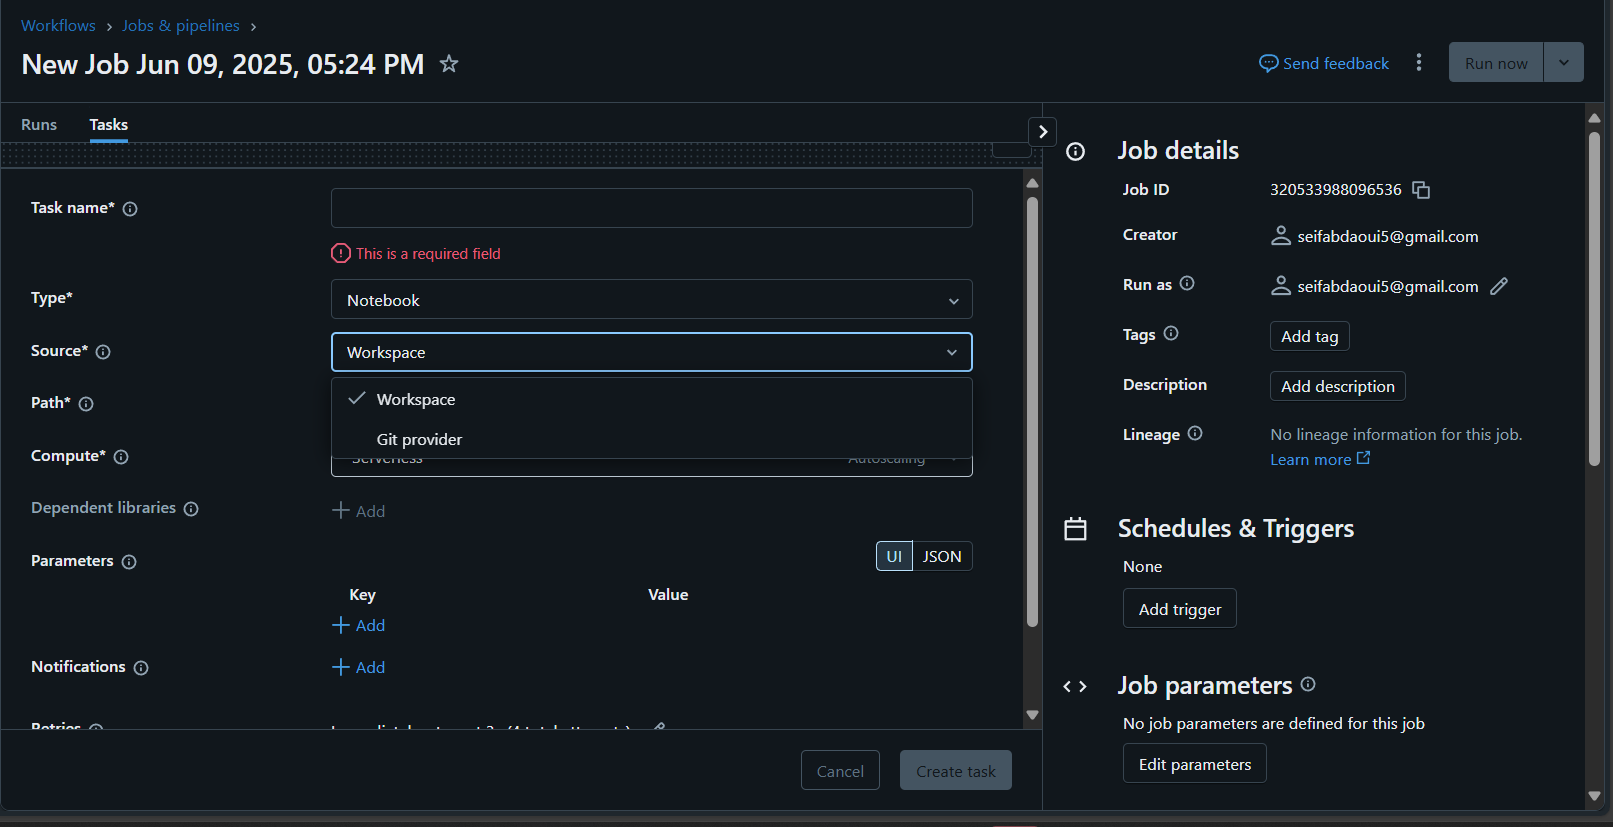 Workflows > Jobs & pipelines >
New Job Jun 09, 2025, 05:24 PM
Send feedback
Run now
Runs
Tasks
Task name*
This is a required field
Type*
Notebook
Source*
Workspace
Workspace
Git provider
Path*
Compute*
Serverless
Autoscaling
Dependent libraries
Add
Parameters
UI
JSON
Key
Value
Add
Notifications
Add
Retries
Cancel
Create task
Job details
Job ID
320533988096536
Creator
seifabdaoui5@gmail.com
Run as
seifabdaoui5@gmail.com
Tags
Add tag
Description
Add description
Lineage
No lineage information for this job.
Learn more
Schedules & Triggers
None
Add trigger
Job parameters
No job parameters are defined for this job
Edit parameters